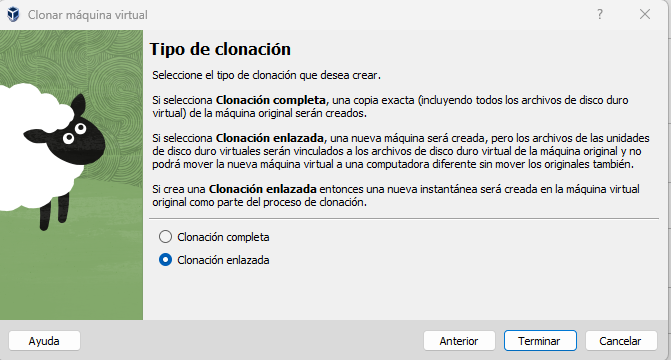 Clonar máquina virtual
?
Tipo de clonación
Seleccione el tipo de clonación que desea crear.
Si selecciona Clonación completa, una copia exacta (incluyendo todos los archivos de disco duro
virtual) de la máquina original serán creados.
Si selecciona Clonación enlazada, una nueva máquina será creada, pero los archivos de las unidades
de disco duro virtuales serán vinculados a los archivos de disco duro virtual de la máquina original y no
podrá mover la nueva máquina virtual a una computadora diferente sin mover los originales también.
Si crea una Clonación enlazada entonces una nueva instantánea será creada en la máquina virtual
original como parte del proceso de clonación.
Clonación completa
Clonación enlazada
Ayuda
Anterior
Terminar
Cancelar